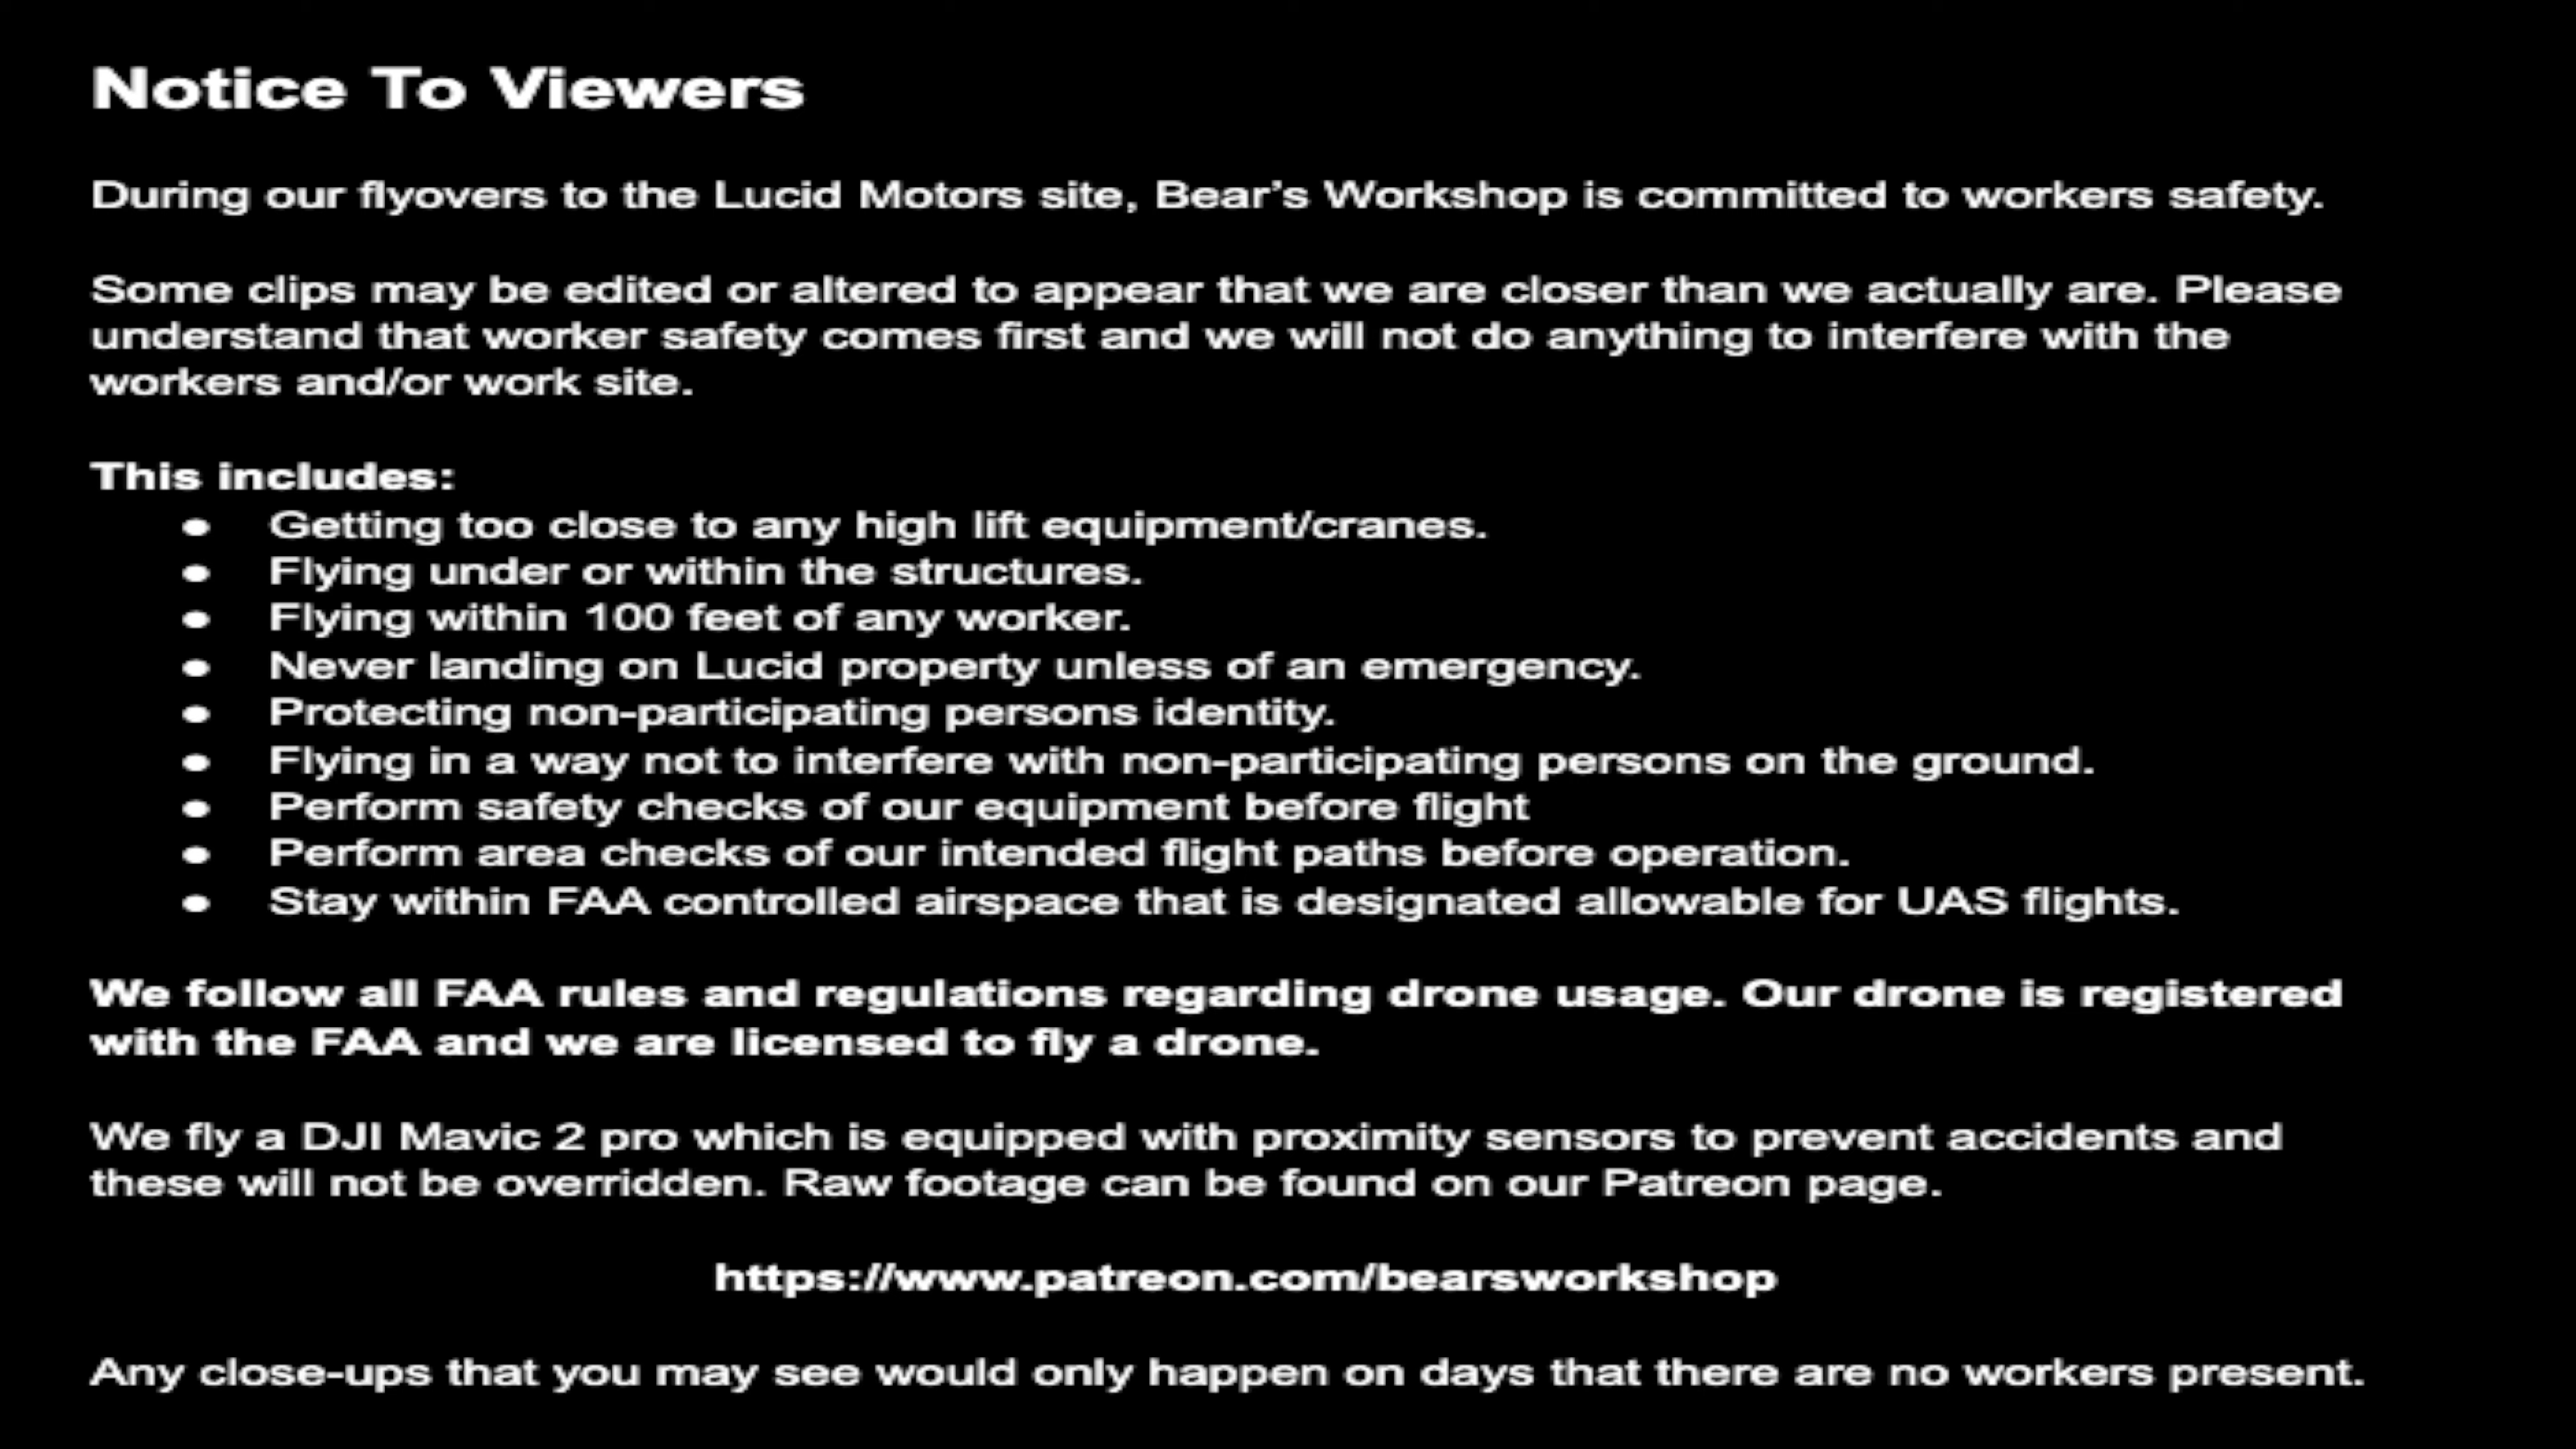 Notice To Viewers
During our flyovers to the Lucid Motors site, Bear's Workshop is committed to workers safety.
Some clips may be edited or altered to appear that we are closer than we actually are. Please
understand that worker safety comes first and we will not do anything to interfere with the
workers and/or work site.
This includes:
● Getting too close to any high lift equipment/cranes.
● Flying under or within the structures.
● Flying within 100 feet of any worker.
● Never landing on Lucid property unless of an emergency.
● Protecting non-participating persons identity.
● Flying in a way not to interfere with non-participating persons on the ground.
● Perform safety checks of our equipment before flight
● Perform area checks of our intended flight paths before operation.
● Stay within FAA controlled airspace that is designated allowable for UAS flights.
We follow all FAA rules and regulations regarding drone usage. Our drone is registered
with the FAA and we are licensed to fly a drone.
We fly a DJI Mavic 2 pro which is equipped with proximity sensors to prevent accidents and
these will not be overridden. Raw footage can be found on our Patreon page.
https://www.patreon.com/bearsworkshop
Any close-ups that you may see would only happen on days that there are no workers present.